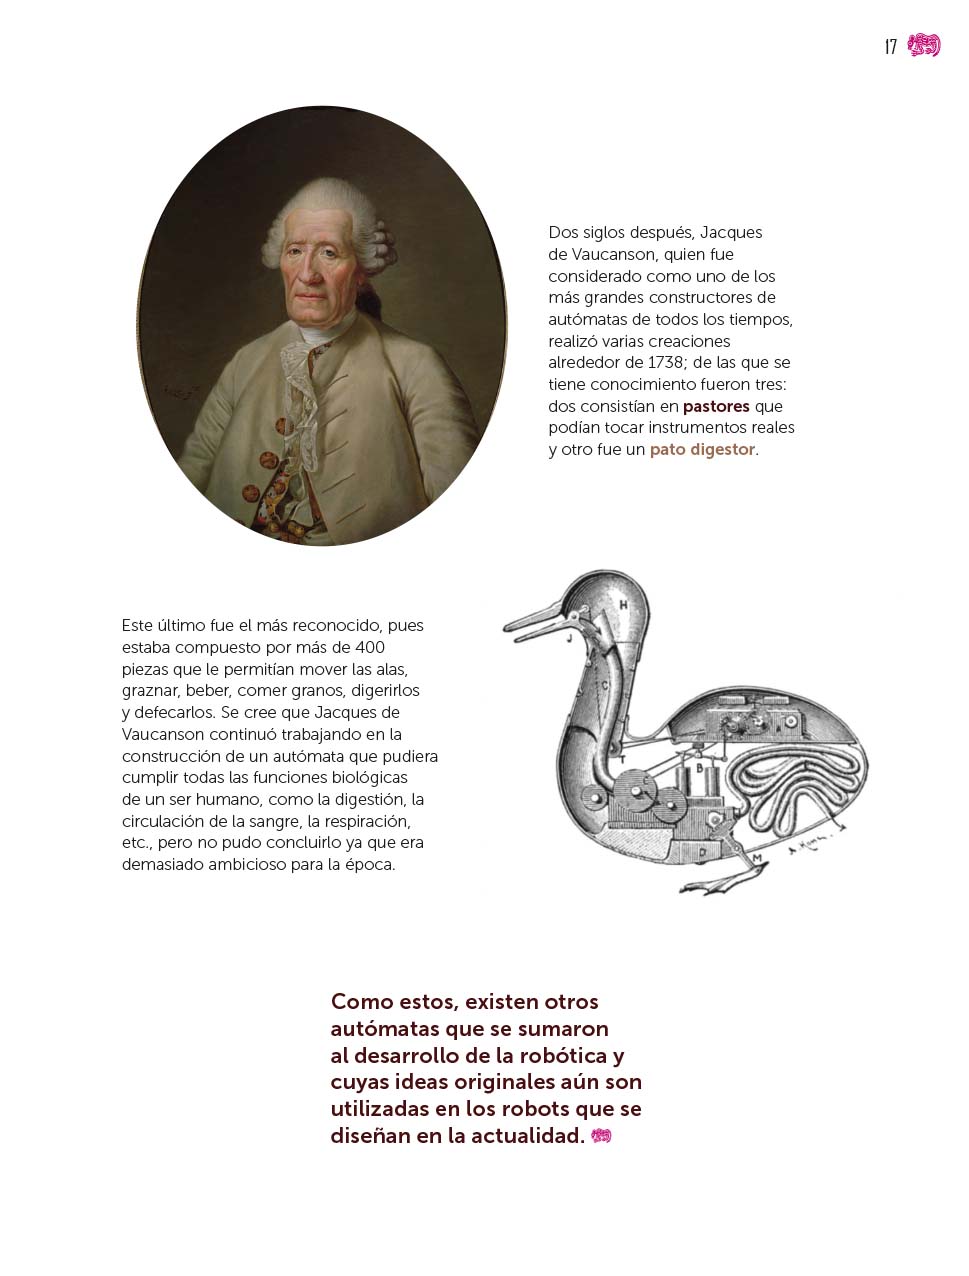 17
Dos siglos después, Jacques
de Vaucanson, quien fue
considerado como uno de los
más grandes constructores de
autómatas de todos los tiempos,
realizó varias creaciones
alrededor de 1738; de las que se
tiene conocimiento fueron tres:
dos consistían en pastores que
podían tocar instrumentos reales
y otro fue un pato digestor.
Este último fue el más reconocido, pues
estaba compuesto por más de 400
piezas que le permitían mover las alas,
graznar, beber, comer granos, digerirlos
y defecarlos. Se cree que Jacques de
Vaucanson continuó trabajando en la
construcción de un autómata que pudiera
cumplir todas las funciones biológicas
de un ser humano, como la digestión, la
circulación de la sangre, la respiración,
etc., pero no pudo concluirlo ya que era
demasiado ambicioso para la época.
H
J
C
A
T
B
D
M
Como estos, existen otros
autómatas que se sumaron
al desarrollo de la robótica y
cuyas ideas originales aún son
utilizadas en los robots que se
diseñan en la actualidad.